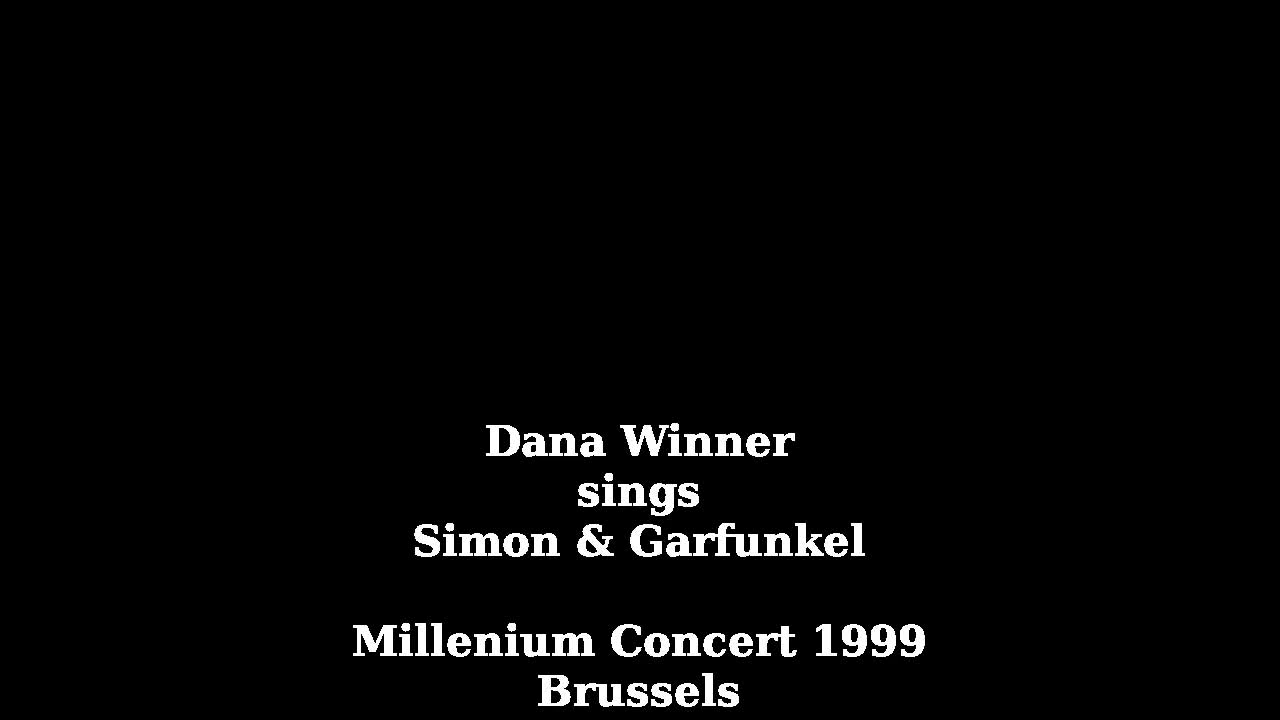 Dana Winner
sings
Simon & Garfunkel
Millenium Concert 1999
Brussels